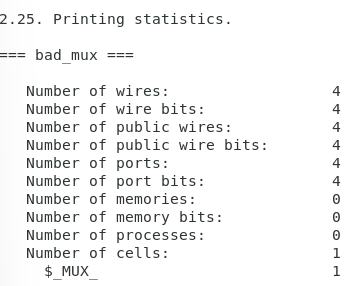 2.25. Printing statistics.
=== bad_mux ===
Number of wires: 4
Number of wire bits: 4
Number of public wires: 4
Number of public wire bits: 4
Number of ports: 4
Number of port bits: 4
Number of memories: 0
Number of memory bits: 0
Number of processes: 0
Number of cells: 1
$_MUX_ 1